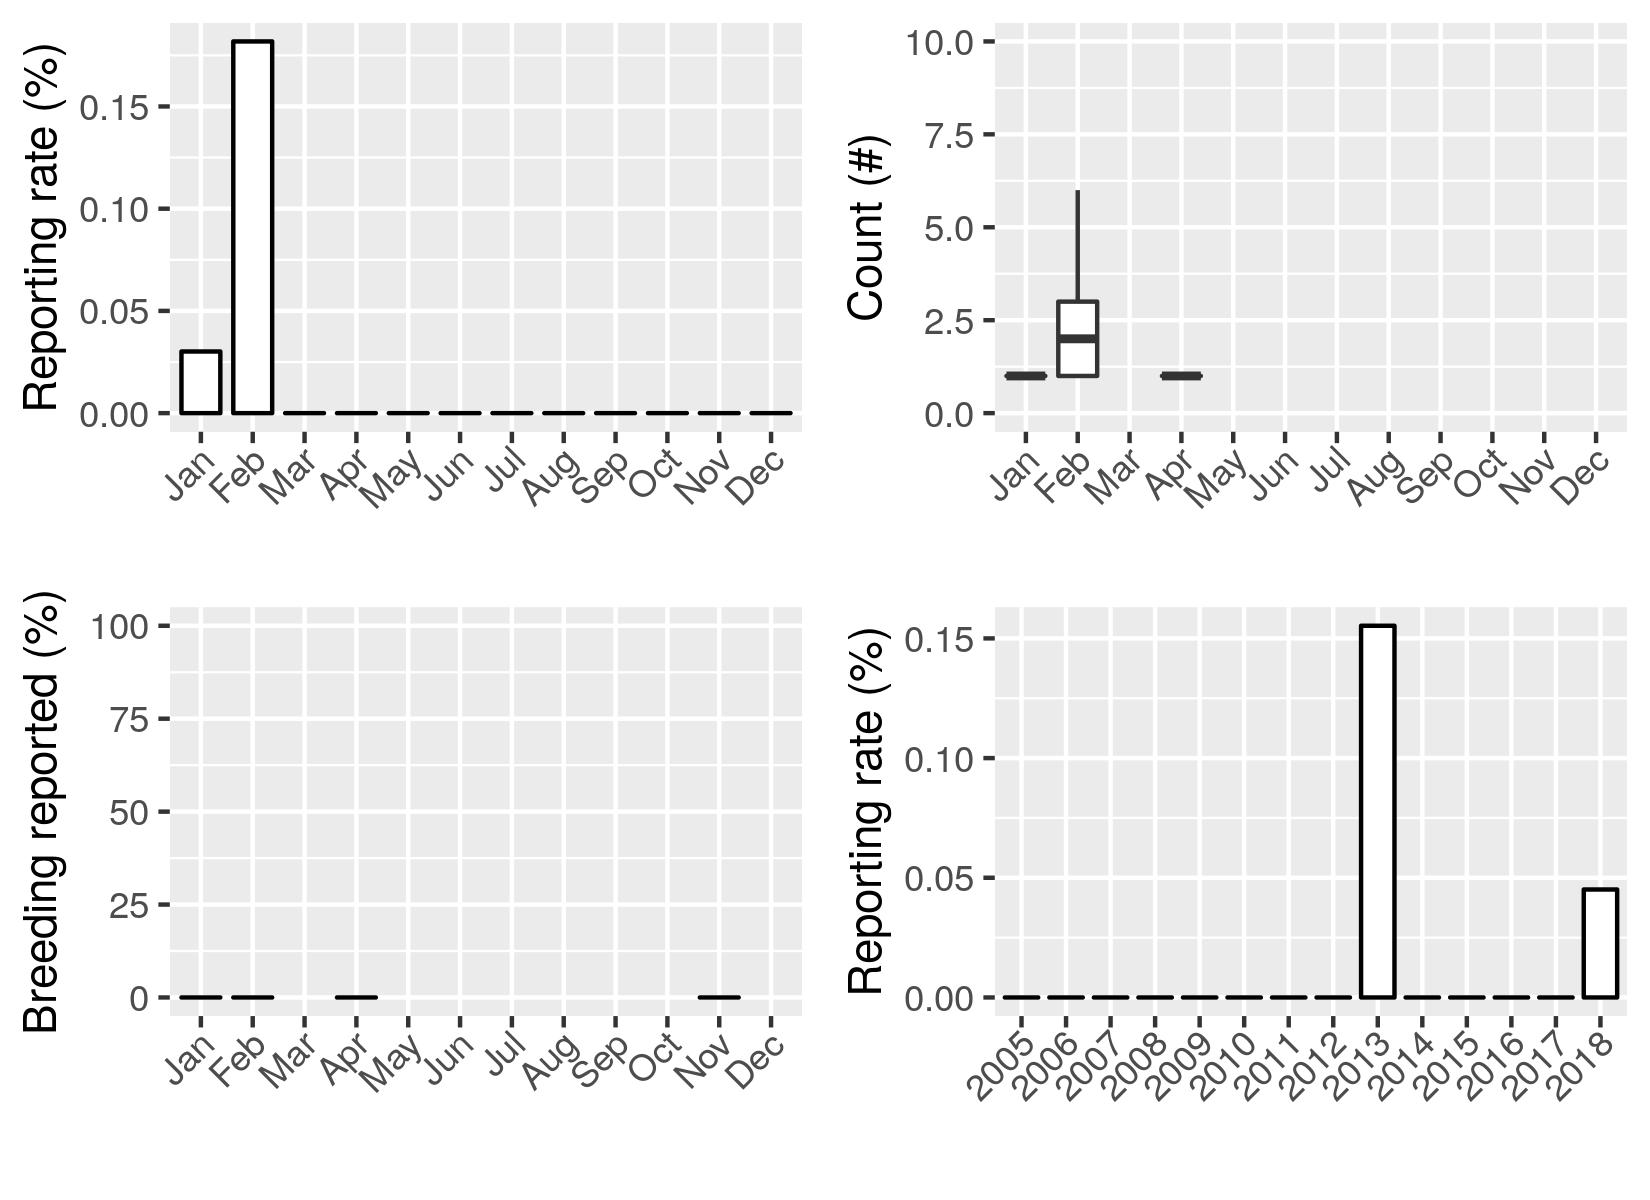 Reporting rate (%)
0.15
0.10
0.05
0.00
Jan Feb Mar Apr May Jun Jul Aug Sep Oct Nov Dec
Count (#)
10.0
7.5
5.0
2.5
0.0
Jan Feb Mar Apr May Jun Jul Aug Sep Oct Nov Dec
Breeding reported (%)
100
75
50
25
0
Jan Feb Mar Apr May Jun Jul Aug Sep Oct Nov Dec
Reporting rate (%)
0.15
0.10
0.05
0.00
2005 2006 2007 2008 2009 2010 2011 2012 2013 2014 2015 2016 2017 2018